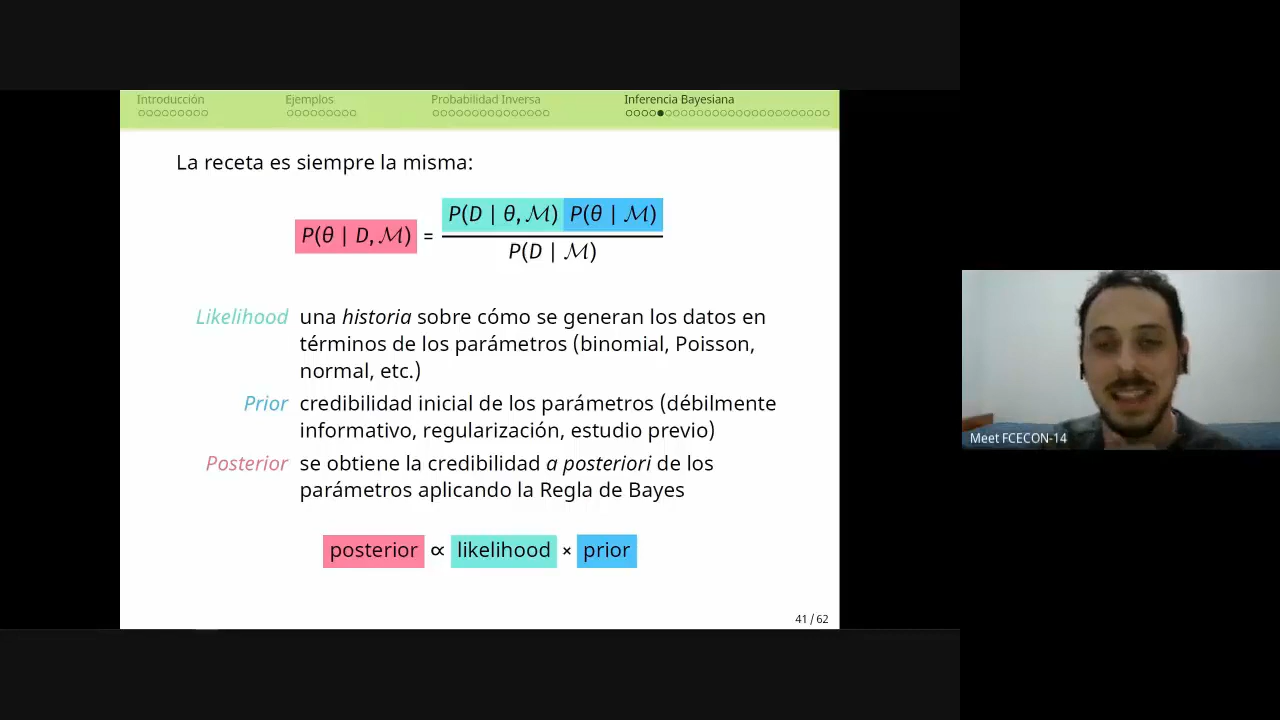 Introducción Ejemplos Probabilidad Inversa Inferencia Bayesiana
La receta es siempre la misma:
P(θ | D, ℳ) = P(D | θ, ℳ) P(θ | ℳ)
P(D | ℳ)
Likelihood una historia sobre cómo se generan los datos en
términos de los parámetros (binomial, Poisson,
normal, etc.)
Prior credibilidad inicial de los parámetros (débilmente
informativo, regularización, estudio previo)
Posterior se obtiene la credibilidad a posteriori de los
parámetros aplicando la Regla de Bayes
posterior ∝ likelihood × prior
41 / 62
Meet FCECON-14